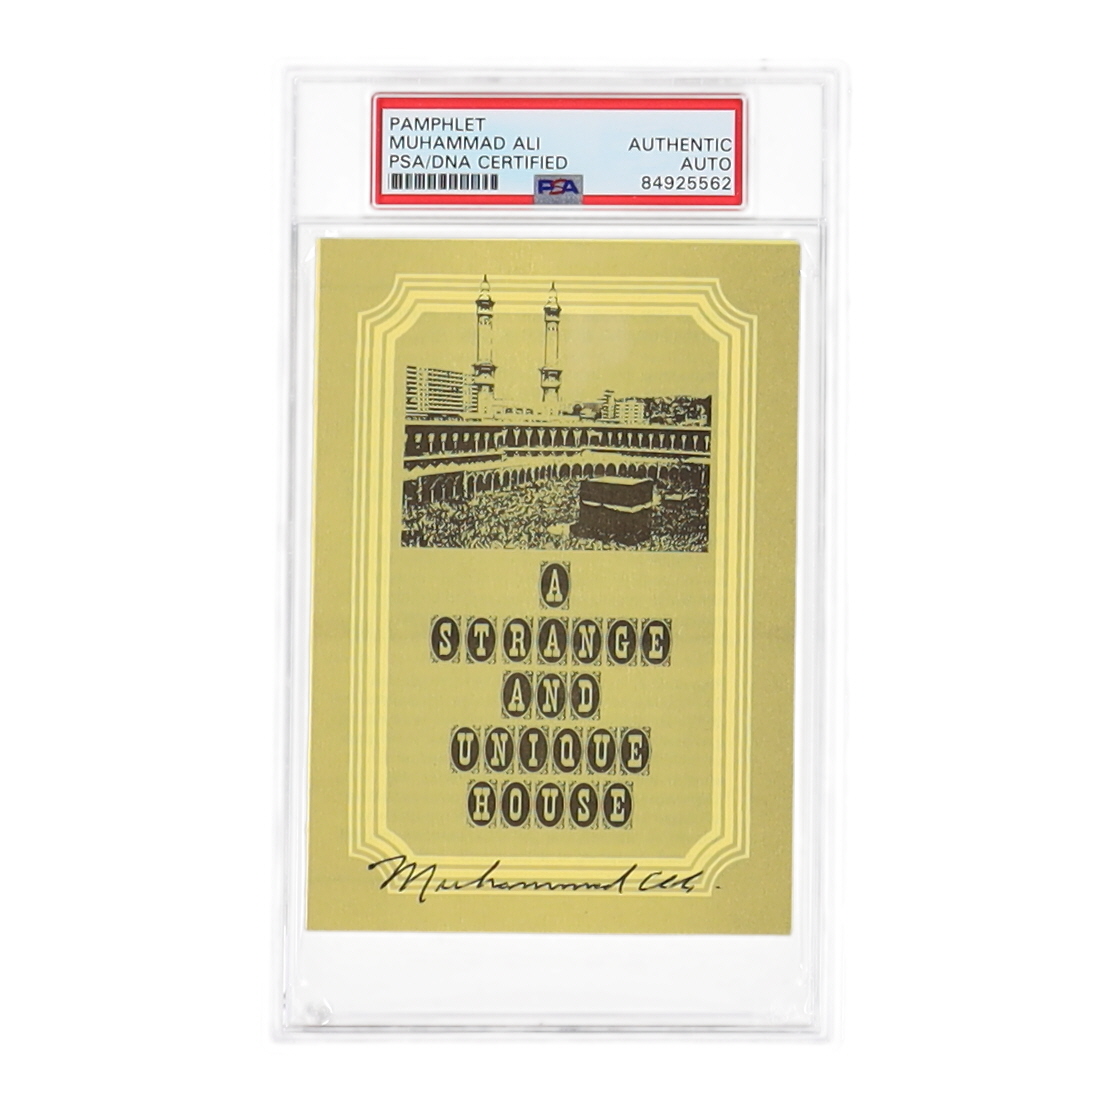 PAMPHLET
MUHAMMAD ALI
PSA/DNA CERTIFIED
AUTHENTIC
AUTO
84925562
PSA
A
STRANGE
AND
UNIQUE
HOUSE
Muhammad Ali